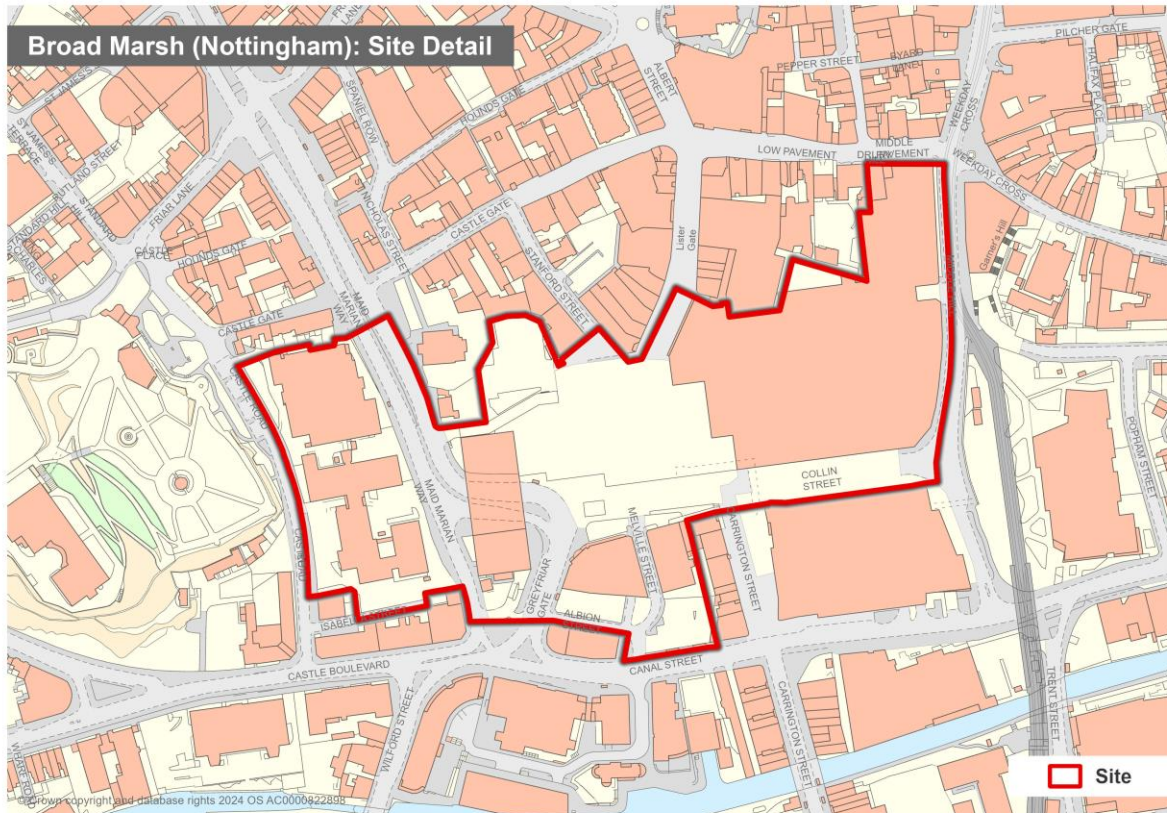 Broad Marsh (Nottingham): Site Detail
PILCHER GATE
HALIFAX PLACE
ALBERT STREET
PEPPER STREET
BYARD LANE
WEEKDAY CROSS
SPANIEL ROW
HOUNDS GATE
ST JAMES'S
ST JAMES'S TERRACE
RUTLAND STREET
STANDARD HILL
FRIAR LANE
LOW PAVEMENT
MIDDLE PAVEMENT
DRURY
WEEKDAY CROSS
ST NICHOLAS STREET
CASTLE GATE
CASTLE PLACE
HOUNDS GATE
STANFORD STREET
Lister Gate
Garner's Hill
CASTLE GATE
MAID MARIAN WAY
CASTLE ROAD
POPHAM STREET
COLLIN STREET
MAID MARIAN WAY
MELVILLE STREET
CARRINGTON STREET
CASTLE ROAD
GREYFRIAR GATE
ALBION STREET
ISABELLA STREET
CANAL STREET
CASTLE BOULEVARD
WILFORD STREET
CARRINGTON STREET
TRENT STREET
WHARF ROAD
© Crown copyright and database rights 2024 OS AC0000822898
Site